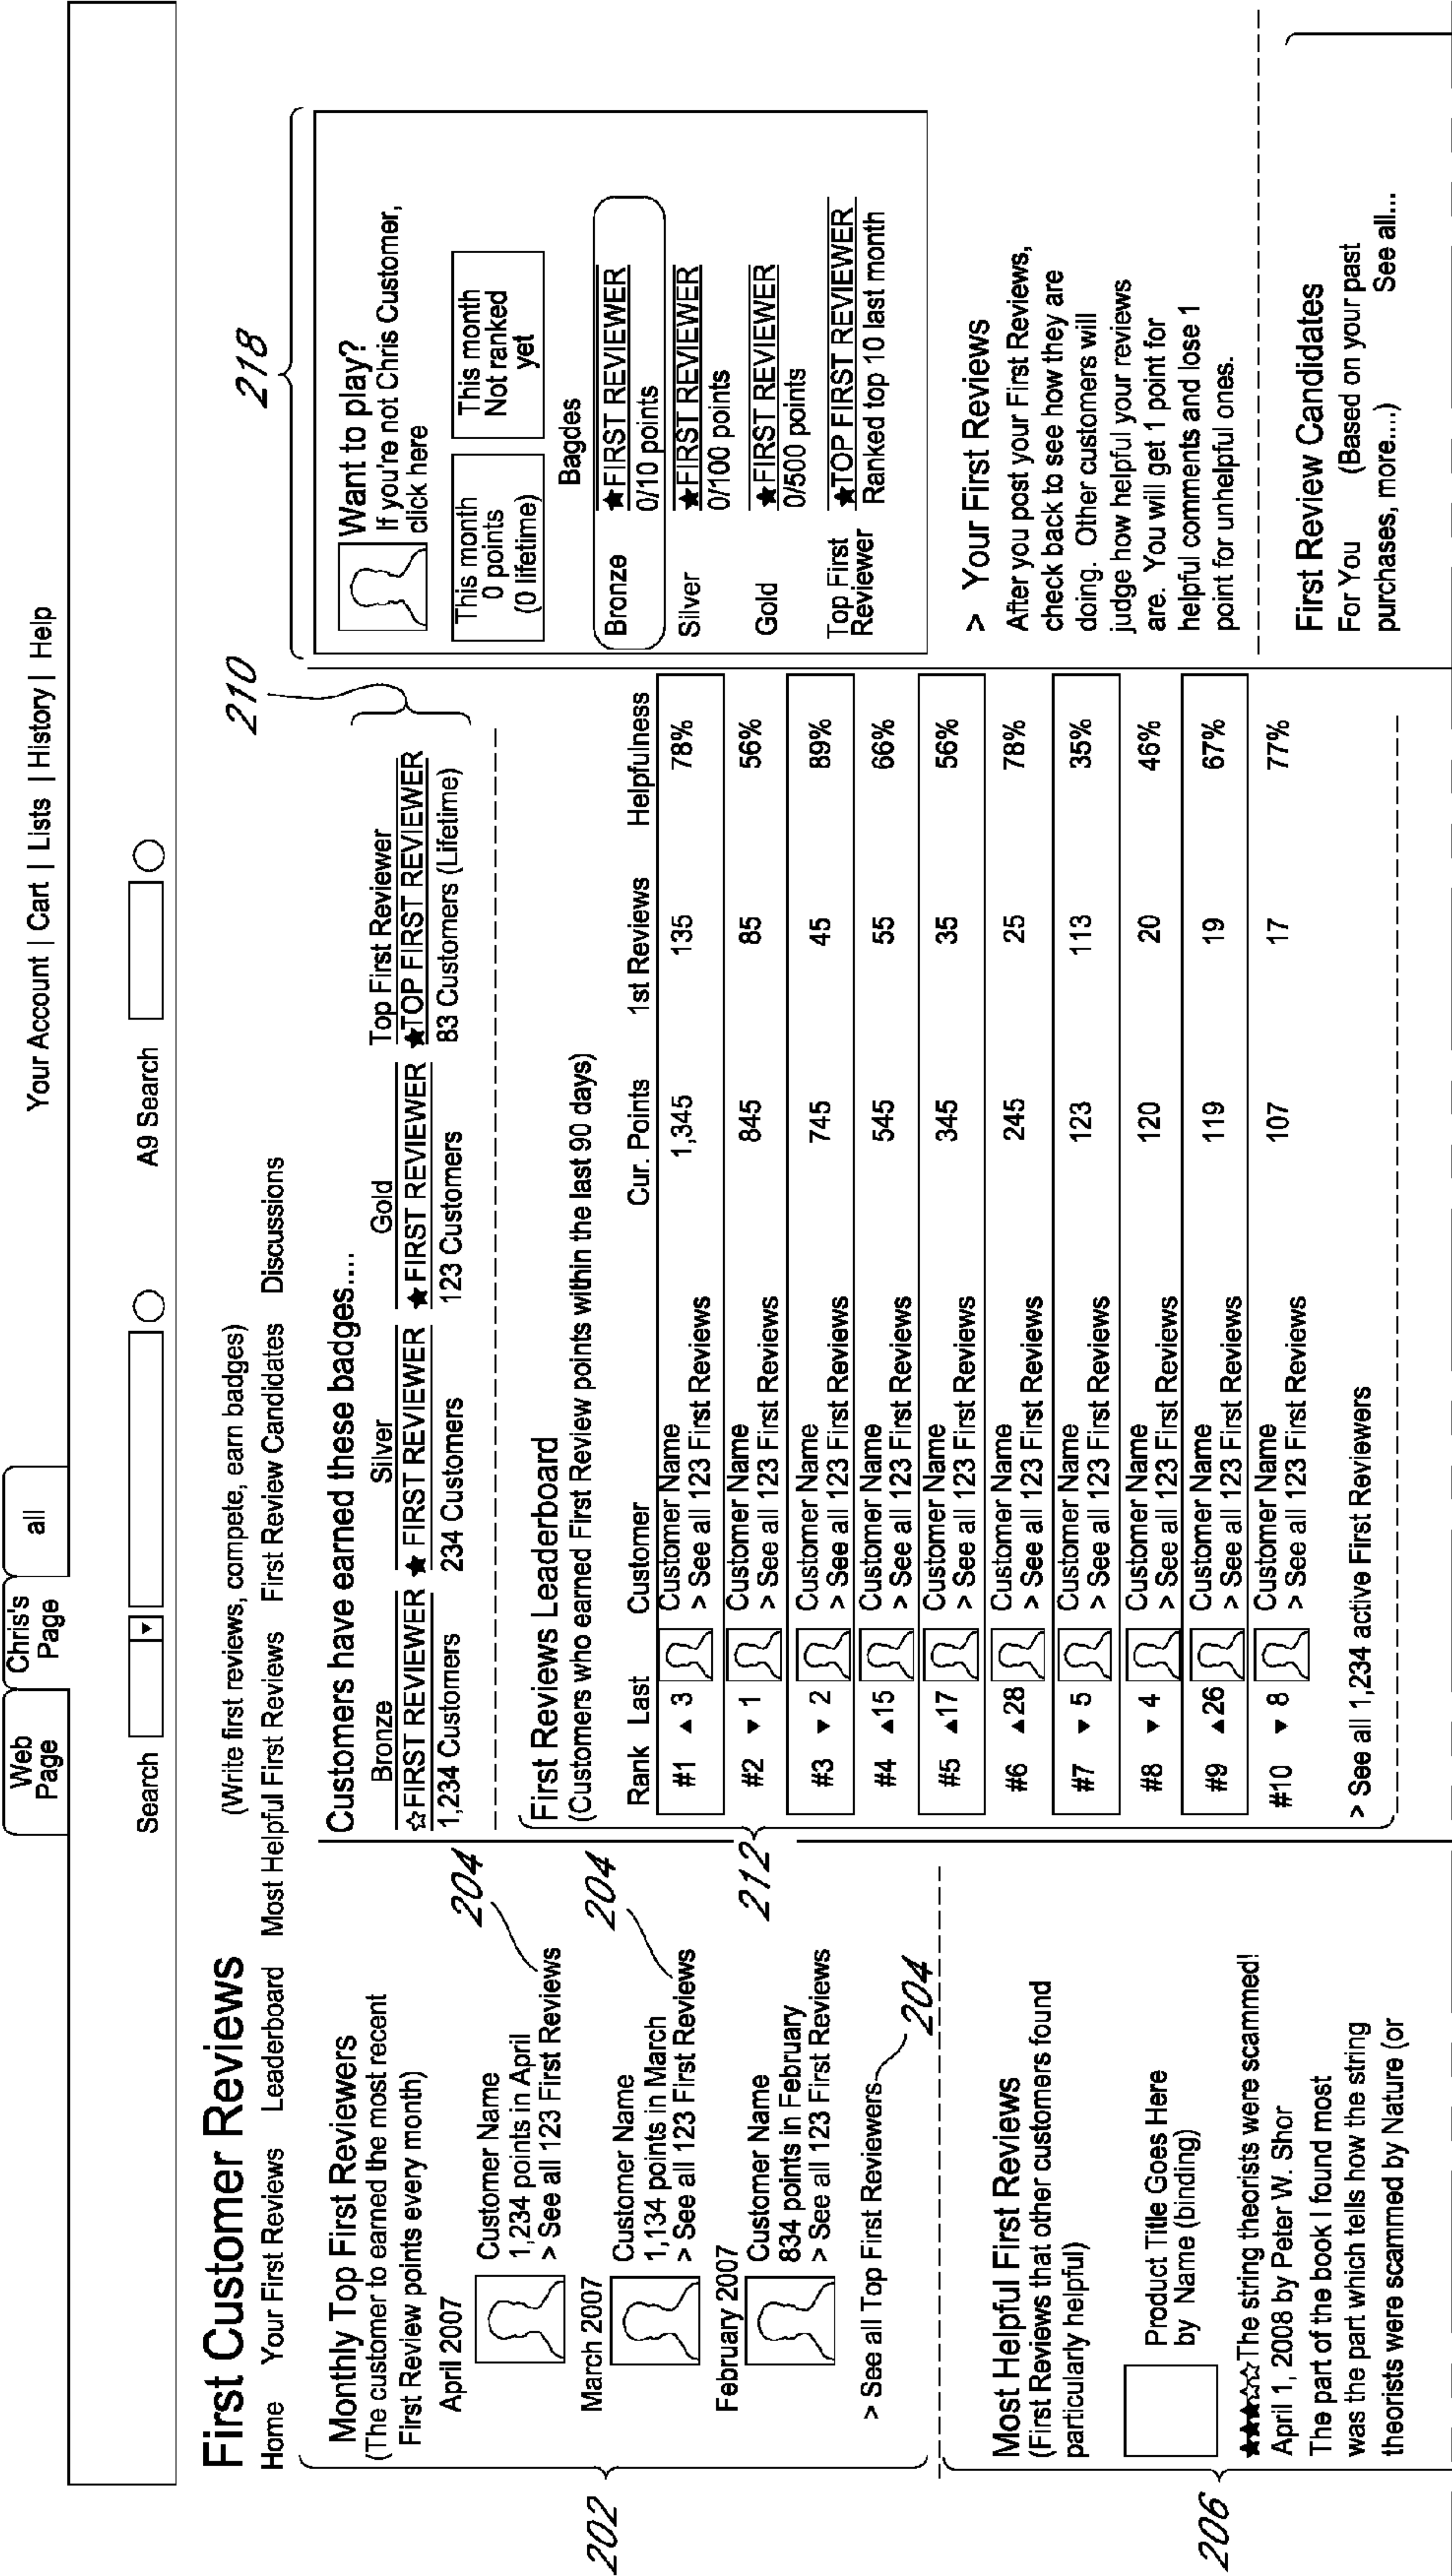 Your Account | Cart | Lists | History | Help
Web Page
Chris's Page
all
Search
A9 Search
First Customer Reviews
(Write first reviews, compete, earn badges)
Home Your First Reviews Leaderboard Most Helpful First Reviews First Review Candidates Discussions
202
Monthly Top First Reviewers
(The customer to earned the most recent
First Review points every month)
April 2007
Customer Name
1,234 points in April
> See all 123 First Reviews
204
March 2007
Customer Name
1,134 points in March
> See all 123 First Reviews
204
February 2007
Customer Name
834 points in February
> See all 123 First Reviews
> See all Top First Reviewers
204
206
Most Helpful First Reviews
(First Reviews that other customers found
particularly helpful)
Product Title Goes Here
by Name (binding)
★★★☆☆The string theorists were scammed!
April 1, 2008 by Peter W. Shor
The part of the book I found most
was the part which tells how the string
theorists were scammed by Nature (or
Customers have earned these badges....
210
Bronze Silver Gold Top First Reviewer
☆FIRST REVIEWER ★FIRST REVIEWER ★FIRST REVIEWER ★TOP FIRST REVIEWER
1,234 Customers 234 Customers 123 Customers 83 Customers (Lifetime)
212
First Reviews Leaderboard
(Customers who earned First Review points within the last 90 days)
Rank Last Customer Cur. Points 1st Reviews Helpfulness
#1 ▲ 3 Customer Name 1,345 135 78%
> See all 123 First Reviews
#2 ▼ 1 Customer Name 845 85 56%
> See all 123 First Reviews
#3 ▼ 2 Customer Name 745 45 89%
> See all 123 First Reviews
#4 ▲15 Customer Name 545 55 66%
> See all 123 First Reviews
#5 ▲17 Customer Name 345 35 56%
> See all 123 First Reviews
#6 ▲28 Customer Name 245 25 78%
> See all 123 First Reviews
#7 ▼ 5 Customer Name 123 113 35%
> See all 123 First Reviews
#8 ▼ 4 Customer Name 120 20 46%
> See all 123 First Reviews
#9 ▲26 Customer Name 119 19 67%
> See all 123 First Reviews
#10 ▼ 8 Customer Name 107 17 77%
> See all 123 First Reviews
> See all 1,234 active First Reviewers
218
Want to play?
If you're not Chris Customer,
click here
This month
0 points
(0 lifetime)
This month
Not ranked
yet
Bagdes
Bronze ★FIRST REVIEWER
0/10 points
Silver ★FIRST REVIEWER
0/100 points
Gold ★FIRST REVIEWER
0/500 points
Top First Reviewer ★TOP FIRST REVIEWER
Ranked top 10 last month
> Your First Reviews
After you post your First Reviews,
check back to see how they are
doing. Other customers will
judge how helpful your reviews
are. You will get 1 point for
helpful comments and lose 1
point for unhelpful ones.
First Review Candidates
For You (Based on your past
purchases, more....) See all...